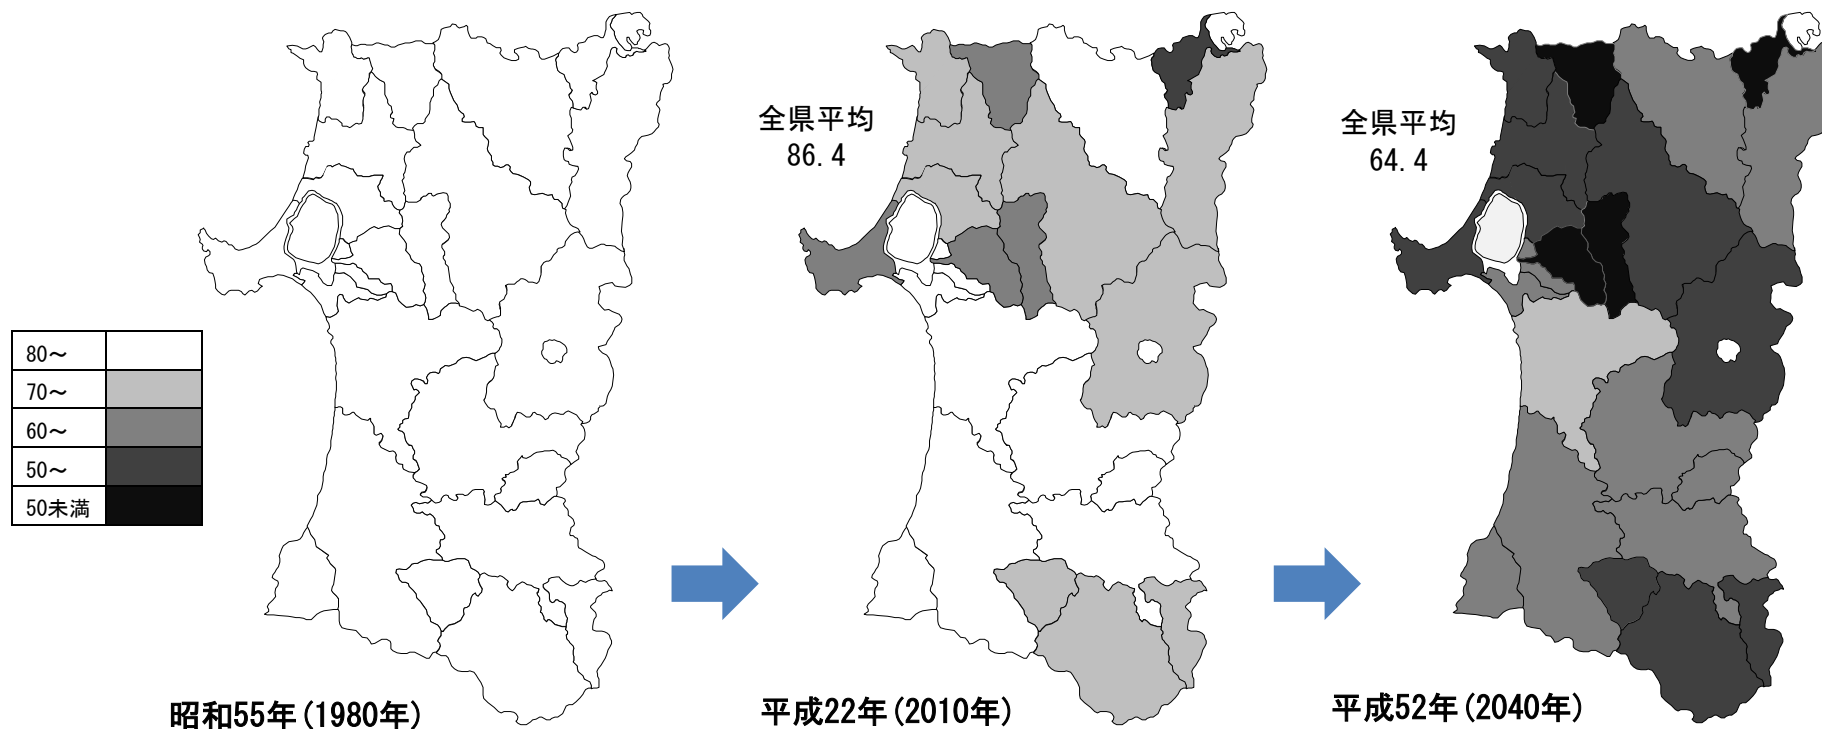 全県平均
86.4
全県平均
64.4
80～
70～
60～
50～
50未満
昭和55年(1980年)
平成22年(2010年)
平成52年(2040年)